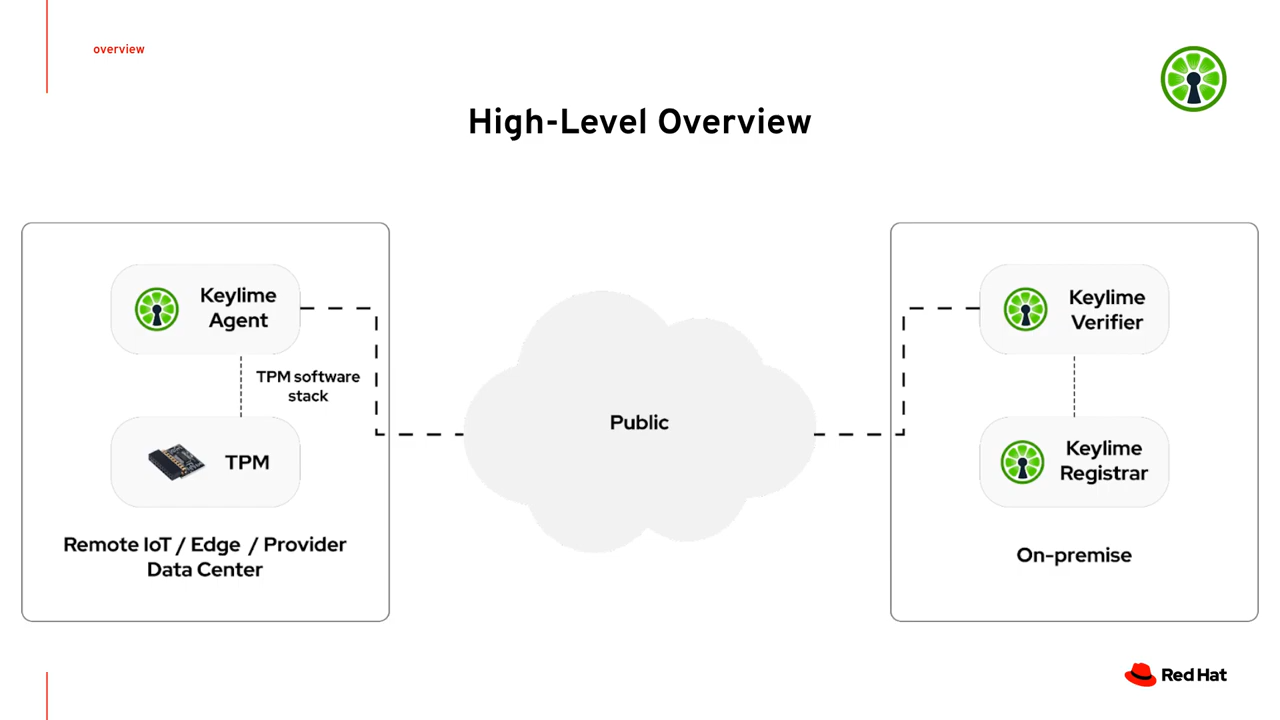 overview
High-Level Overview
Keylime
Agent
TPM software
stack
TPM
Remote IoT / Edge / Provider
Data Center
Public
Keylime
Verifier
Keylime
Registrar
On-premise
Red Hat